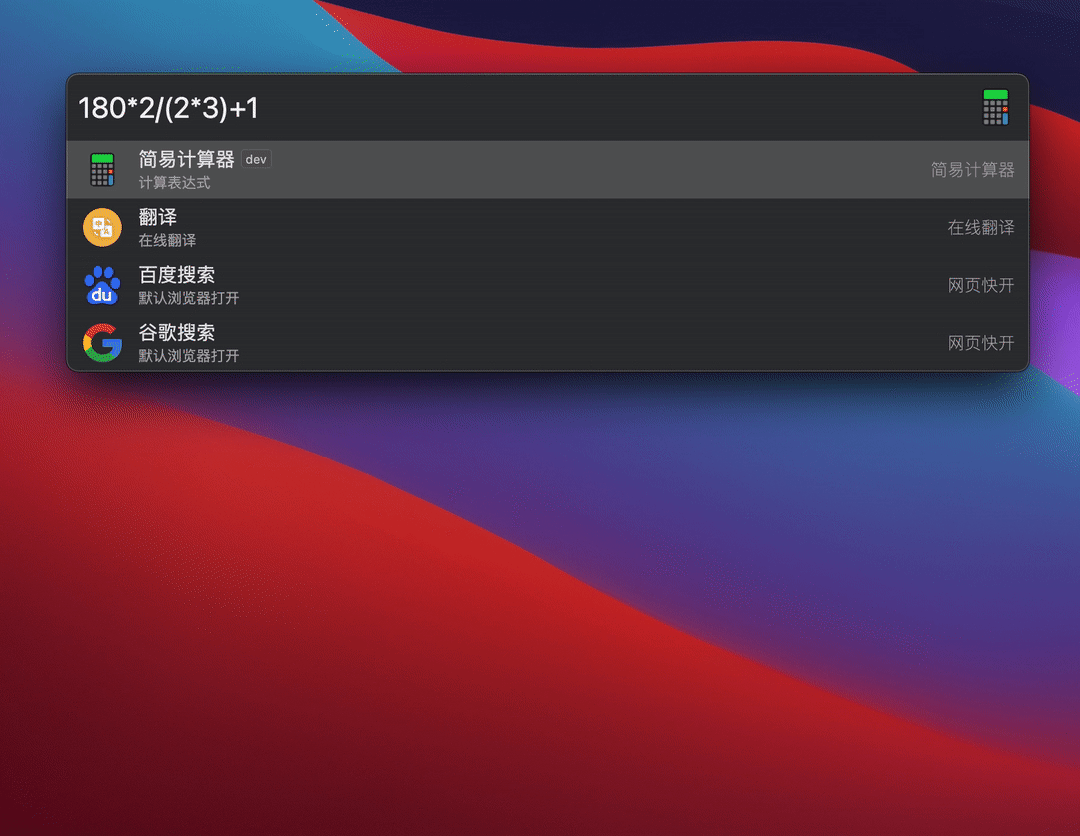 180*2/(2*3)+1
简易计算器 dev
计算表达式
简易计算器
翻译
在线翻译
在线翻译
du
百度搜索
默认浏览器打开
网页快开
谷歌搜索
默认浏览器打开
网页快开